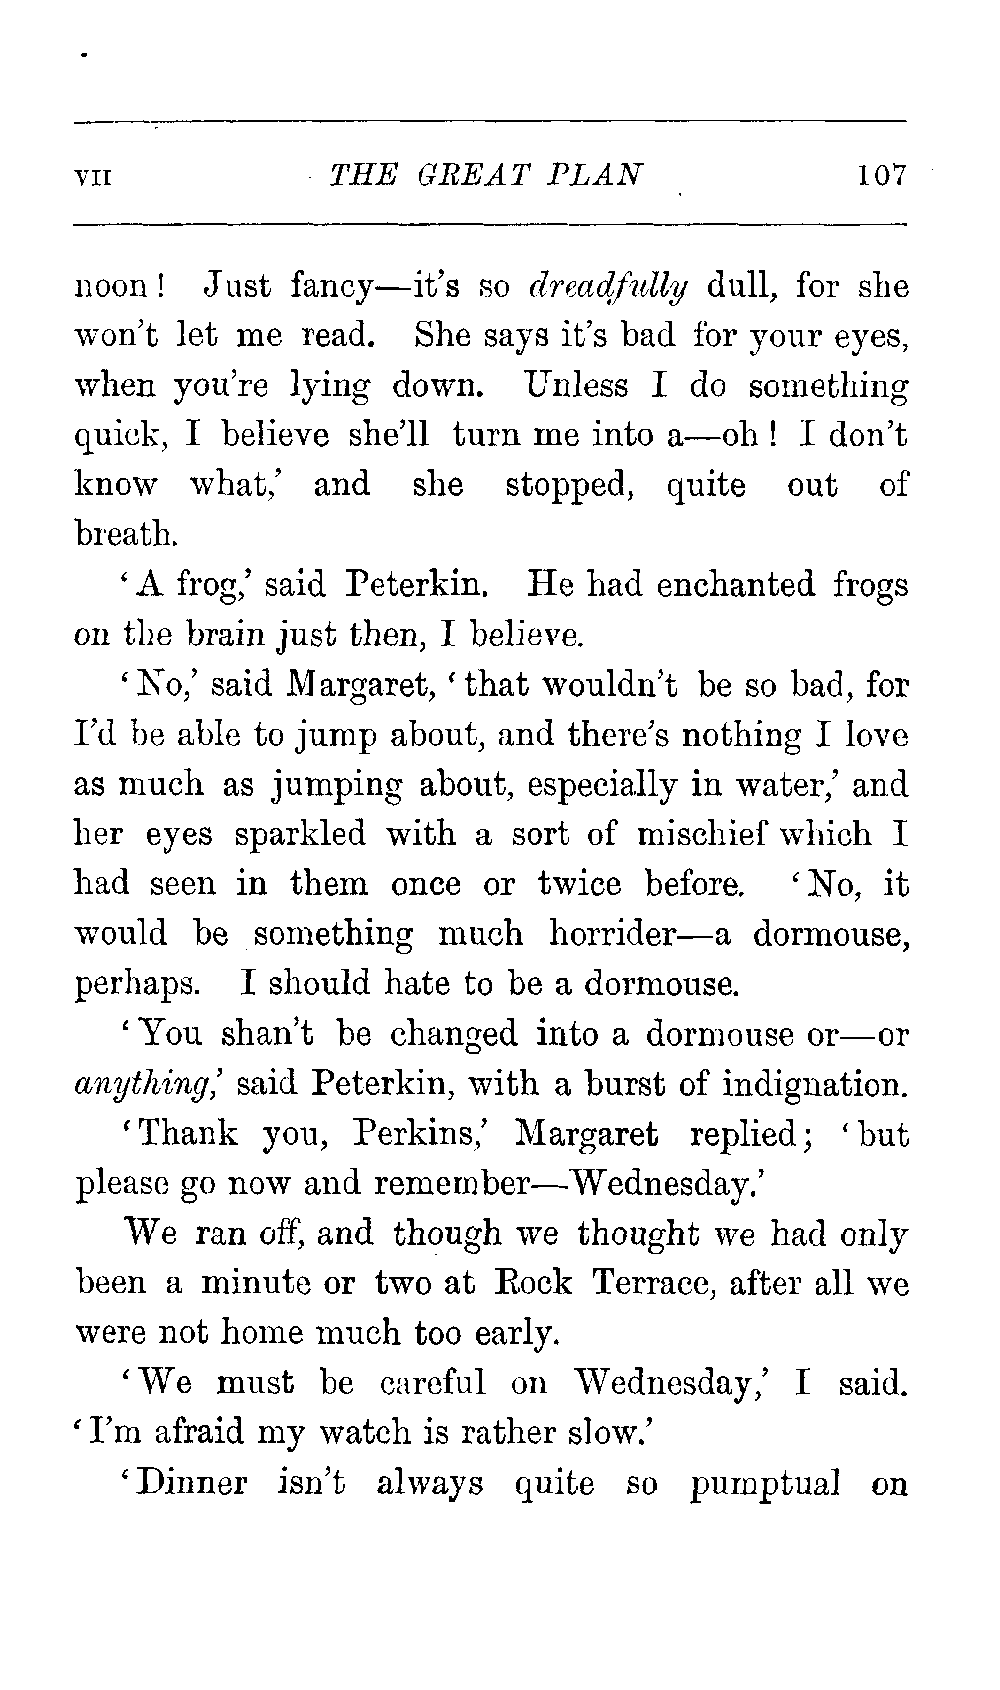 VII THE GREAT PLAN 107
noon! Just fancy—it's so dreadfully dull, for she
won't let me read. She says it's bad for your eyes,
when you're lying down. Unless I do something
quick, I believe she'll turn me into a—oh! I don't
know what,' and she stopped, quite out of
breath.
'A frog,' said Peterkin. He had enchanted frogs
on the brain just then, I believe.
'No,' said Margaret, 'that wouldn't be so bad, for
I'd be able to jump about, and there's nothing I love
as much as jumping about, especially in water,' and
her eyes sparkled with a sort of mischief which I
had seen in them once or twice before. 'No, it
would be something much horrider—a dormouse,
perhaps. I should hate to be a dormouse.
'You shan't be changed into a dormouse or—or
anything,' said Peterkin, with a burst of indignation.
'Thank you, Perkins,' Margaret replied; 'but
please go now and remember—Wednesday.'
We ran off, and though we thought we had only
been a minute or two at Rock Terrace, after all we
were not home much too early.
'We must be careful on Wednesday,' I said.
'I'm afraid my watch is rather slow.'
'Dinner isn't always quite so pumptual on